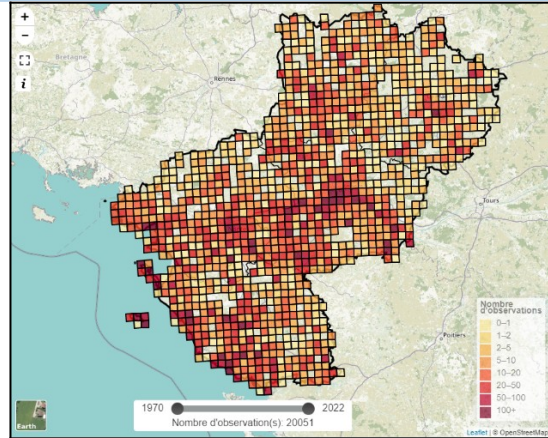 +
−
i
Bretagne
Rennes
Tours
Poitiers
Nombre
d'observations
0–1
1–2
2–5
5–10
10–20
20–50
50–100
100+
Earth
1970
2022
Nombre d'observation(s): 20051
Leaflet | © OpenStreetMap